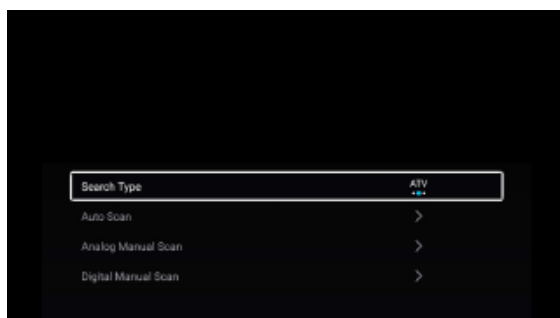 Search Type ATV
Auto Scan
Analog Manual Scan
Digital Manual Scan